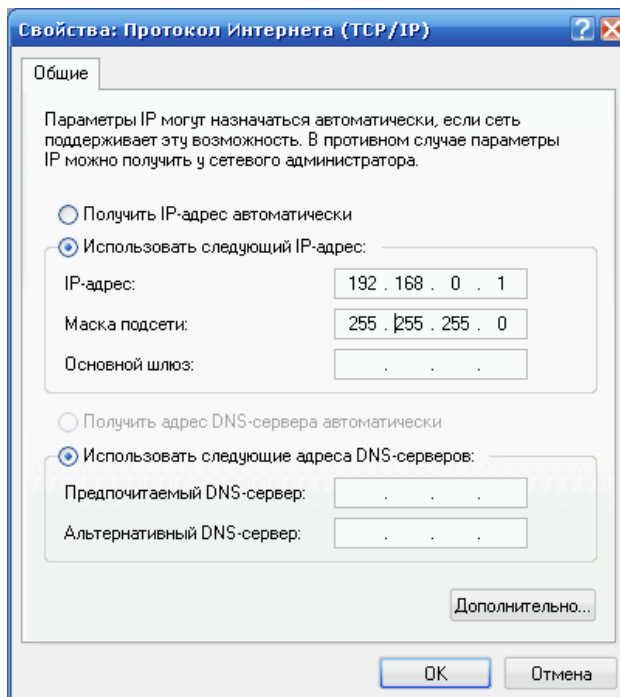 Свойства: Протокол Интернета (TCP/IP)
Общие
Параметры IP могут назначаться автоматически, если сеть
поддерживает эту возможность. В противном случае параметры
IP можно получить у сетевого администратора.
Получить IP-адрес автоматически
Использовать следующий IP-адрес:
IP-адрес: 192 . 168 . 0 . 1
Маска подсети: 255 . 255 . 255 . 0
Основной шлюз: . . .
Получить адрес DNS-сервера автоматически
Использовать следующие адреса DNS-серверов:
Предпочитаемый DNS-сервер: . . .
Альтернативный DNS-сервер: . . .
Дополнительно...
OK Отмена